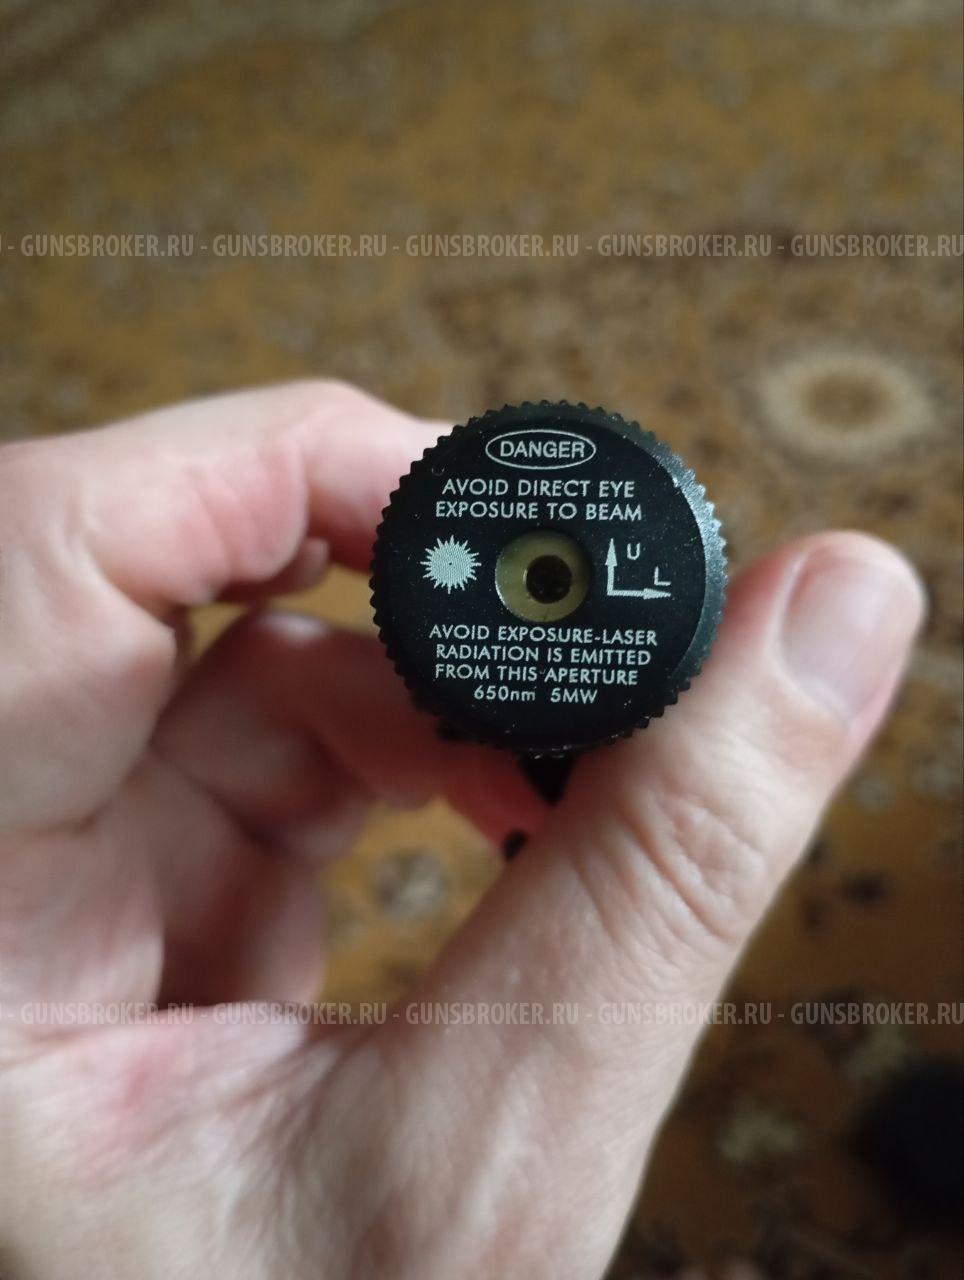 - GUNSBROKER.RU - GUNSBROKER.RU - GUNSBROKER.RU - GUNSBROKER.RU - GUNSBROKER.RU
DANGER
AVOID DIRECT EYE
EXPOSURE TO BEAM
U
L
AVOID EXPOSURE-LASER
RADIATION IS EMITTED
FROM THIS APERTURE
650nm 5MW
- GUNSBROKER.RU - GUNSBROKER.RU - GUNSBROKER.RU - GUNSBROKER.RU - GUNSBROKER.RU